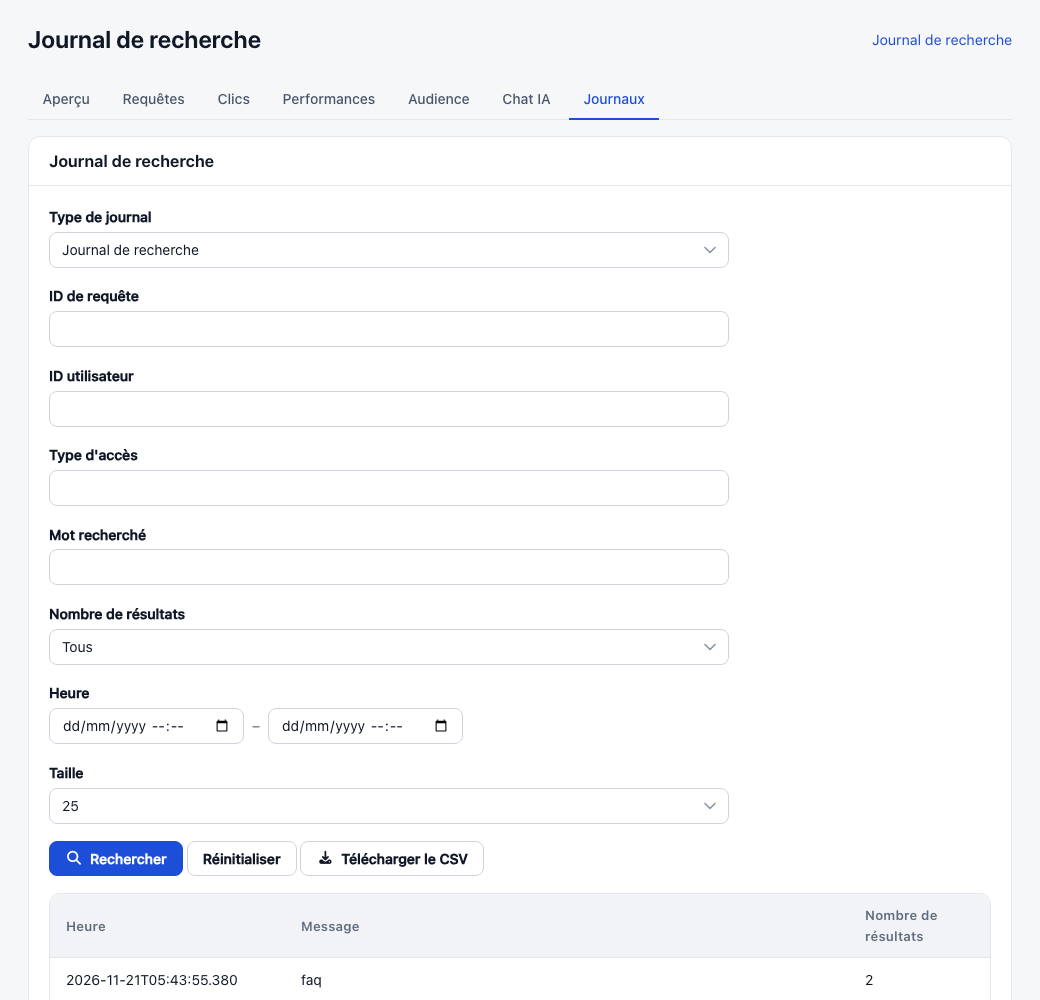 Journal de recherche
Journal de recherche
Aperçu Requêtes Clics Performances Audience Chat IA Journaux
Journal de recherche
Type de journal
Journal de recherche
ID de requête
ID utilisateur
Type d'accès
Mot recherché
Nombre de résultats
Tous
Heure
dd/mm/yyyy --:-- – dd/mm/yyyy --:--
Taille
25
Rechercher Réinitialiser Télécharger le CSV
Heure Message Nombre de
résultats
2026-11-21T05:43:55.380 faq 2